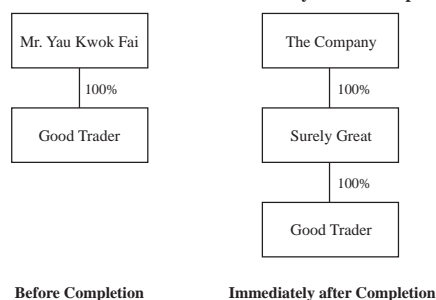 Mr. Yau Kwok Fai
100%
Good Trader
Before Completion
The Company
100%
Surely Great
100%
Good Trader
Immediately after Completion